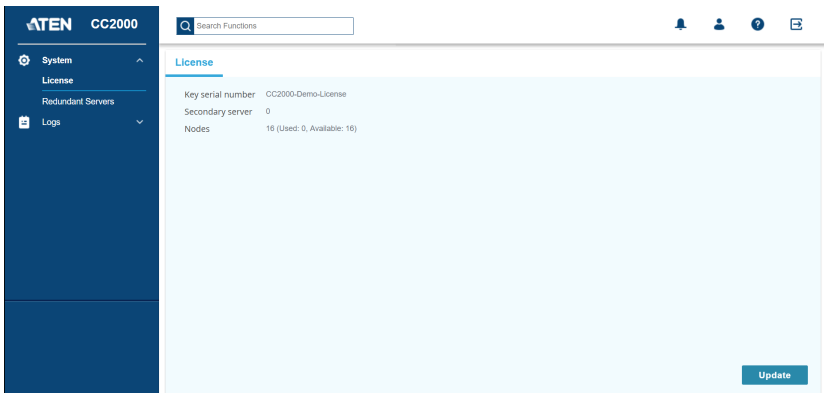 ATEN CC2000
Search Functions
System
License
Redundant Servers
Logs
License
Key serial number CC2000-Demo-License
Secondary server 0
Nodes 16 (Used: 0, Available: 16)
Update